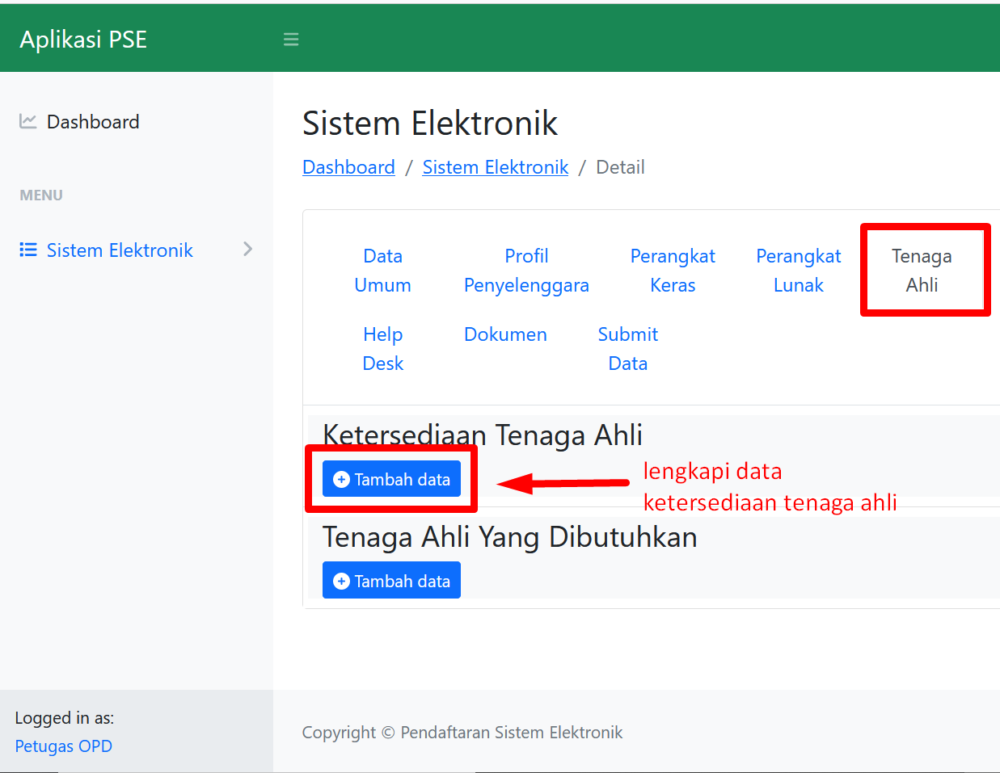 Aplikasi PSE
Dashboard
MENU
Sistem Elektronik
Sistem Elektronik
Dashboard / Sistem Elektronik / Detail
Data Umum
Profil Penyelenggara
Perangkat Keras
Perangkat Lunak
Tenaga Ahli
Help Desk
Dokumen
Submit Data
Ketersediaan Tenaga Ahli
Tambah data
lengkapi data
ketersediaan tenaga ahli
Tenaga Ahli Yang Dibutuhkan
Tambah data
Logged in as:
Petugas OPD
Copyright © Pendaftaran Sistem Elektronik